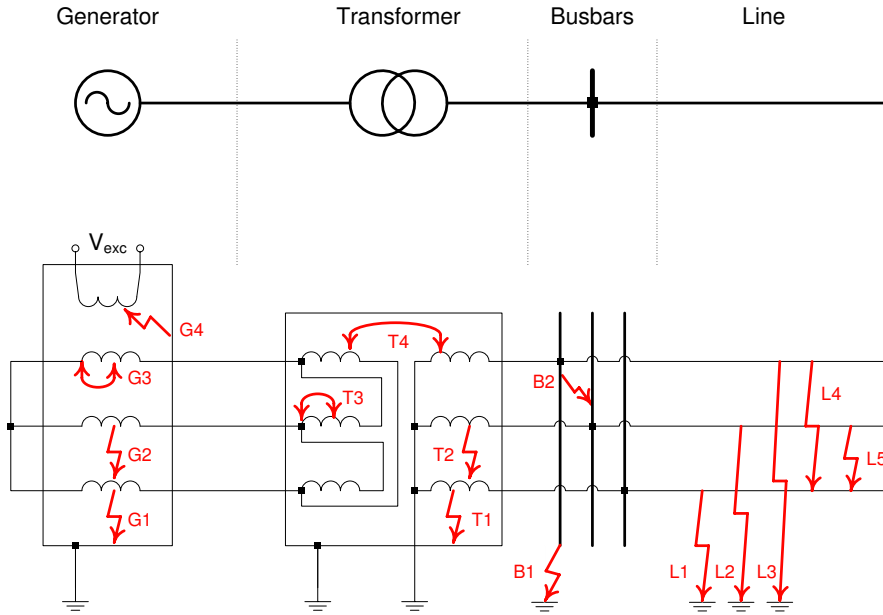 Generator Transformer Busbars Line
Vexc
G4
T4
G3
B2
L4
T3
G2
T2
L5
G1
T1
B1
L1 L2 L3